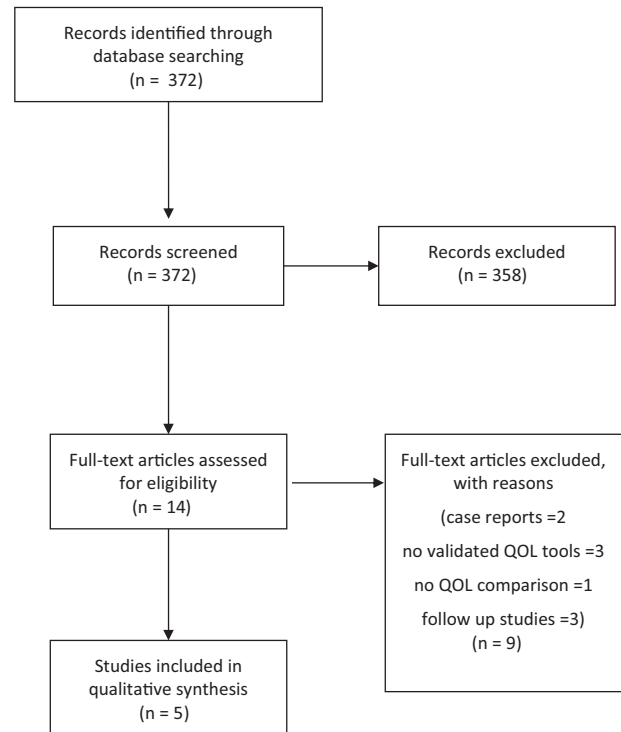 Records identified through
database searching
(n = 372)
Records screened
(n = 372)
Records excluded
(n = 358)
Full-text articles assessed
for eligibility
(n = 14)
Full-text articles excluded,
with reasons
(case reports =2
no validated QOL tools =3
no QOL comparison =1
follow up studies =3)
(n = 9)
Studies included in
qualitative synthesis
(n = 5)